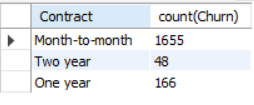 Contract count(Churn)
Month-to-month 1655
Two year 48
One year 166